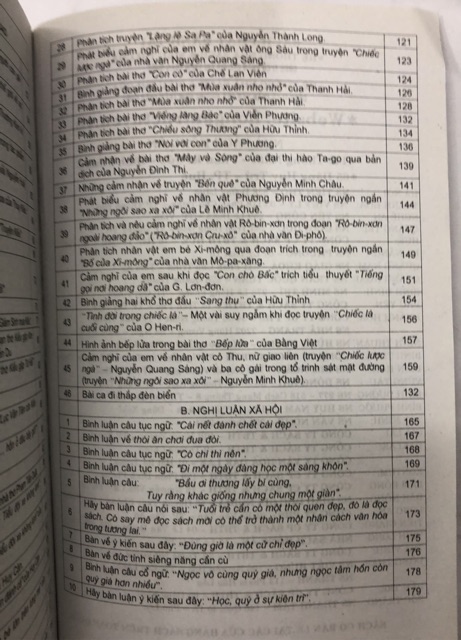 28 Phân tích truyện "Lặng lẽ Sa Pa" của Nguyễn Thành Long. 121
29 Phát biểu cảm nghĩ của em về nhân vật ông Sáu trong truyện "Chiếc
lược ngà" của nhà văn Nguyễn Quang Sáng. 123
30 Phân tích bài thơ "Con cò" của Chế Lan Viên 124
31 Bình giảng đoạn đầu bài thơ "Mùa xuân nho nhỏ" của Thanh Hải. 126
32 Phân tích bài thơ "Mùa xuân nho nhỏ" của Thanh Hải. 128
33 Phân tích bài thơ "Viếng lăng Bác" của Viễn Phương. 132
34 Phân tích bài thơ "Chiều sông Thương" của Hữu Thỉnh. 134
35 Bình giảng bài thơ "Nói với con" của Y Phương. 136
36 Cảm nhận về bài thơ "Mây và Sóng" của đại thi hào Ta-go qua bản
dịch của Nguyễn Đình Thi. 139
37 Những cảm nhận về truyện "Bến quê" của Nguyễn Minh Châu. 141
38 Phát biểu cảm nghĩ về nhân vật Phương Định trong truyện ngắn
"Những ngôi sao xa xôi" của Lê Minh Khuê. 144
39 Phân tích và nêu cảm nghĩ về nhân vật Rô-bin-xơn trong đoạn "Rô-bin-xơn
ngoài hoang đảo" ("Rô-bin-xơn Cru-xô" của nhà văn Đi-phô). 147
40 Phân tích nhân vật em bé Xi-mông qua đoạn trích trong truyện ngắn
"Bố của Xi-mông" của nhà văn Mô-pa-xăng. 149
41 Cảm nghĩ của em sau khi đọc "Con chó Bấc" trích tiểu thuyết "Tiếng
gọi nơi hoang dã" của G. Lơn-đơn. 151
42 Bình giảng hai khổ thơ đầu "Sang thu" của Hữu Thỉnh 154
43 "Tình đời trong chiếc lá" – Một vài suy ngẫm khi đọc truyện "Chiếc lá
cuối cùng" của O Hen-ri. 156
44 Hình ảnh bếp lửa trong bài thơ "Bếp lửa" của Bằng Việt 157
45 Cảm nghĩ của em về nhân vật cô Thu, nữ giao liên (truyện "Chiếc lược
ngà" – Nguyễn Quang Sáng) và ba cô gái trong tổ trinh sát mặt đường
(truyện "Những ngôi sao xa xôi" – Nguyễn Minh Khuê). 159
46 Bài ca đi thắp đèn biển 132
B. NGHỊ LUẬN XÃ HỘI
1 Bình luận câu tục ngữ: "Cái nết đánh chết cái đẹp". 165
2 Bình luận về thói ăn chơi đua đòi. 167
3 Bình luận câu tục ngữ: "Có chí thì nên". 168
4 Bình luận câu tục ngữ: "Đi một ngày đàng học một sàng khôn". 169
5 Bình luận câu: "Bầu ơi thương lấy bí cùng,
Tuy rằng khác giống nhưng chung một giàn". 171
6 Hãy bàn luận câu nói sau: "Tuổi trẻ cần có một thói quen đẹp, đó là đọc
sách. Có say mê đọc sách mới có thể trở thành một nhân cách văn hóa
trong tương lai." 173
7 Bàn về ý kiến sau đây: "Đúng giờ là một cử chỉ đẹp". 175
8 Bàn về đức tính siêng năng cần cù 176
9 Bình luận câu cổ ngữ: "Ngọc vô cùng quý giá, nhưng ngọc tâm hồn còn
quý giá hơn nhiều". 178
10 Hãy bàn luận ý kiến sau đây: "Học, quý ở sự kiên trì". 179